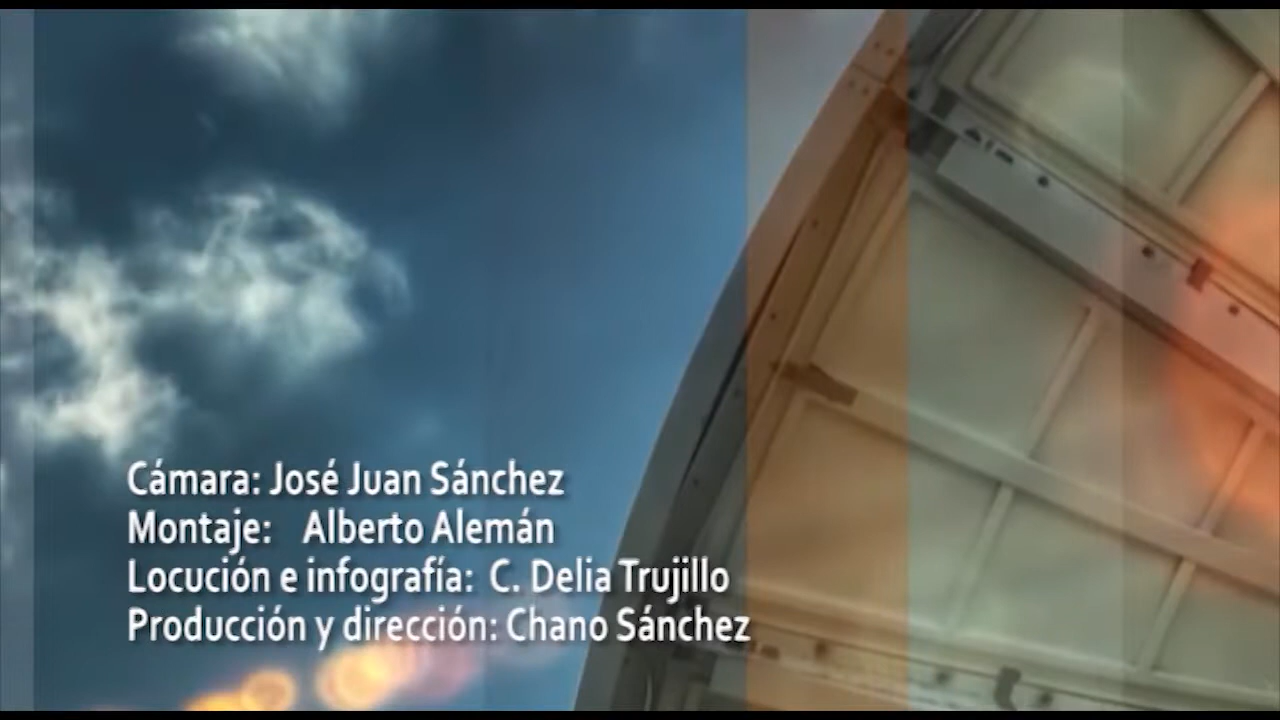 Cámara: José Juan Sánchez
Montaje: Alberto Alemán
Locución e infografía: C. Delia Trujillo
Producción y dirección: Chano Sánchez